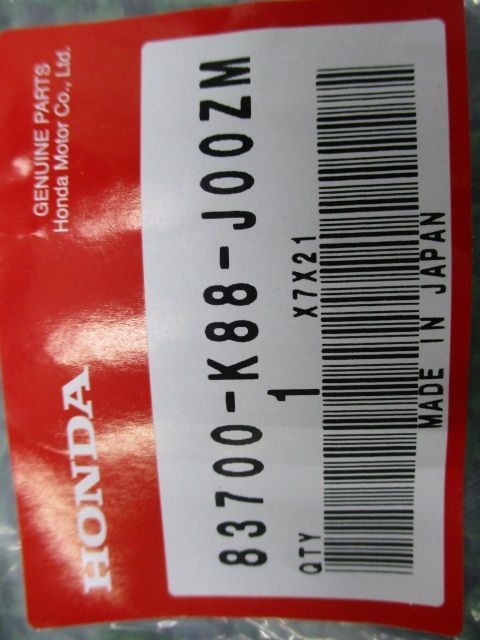 HONDA
GENUINE PARTS
Honda Motor Co., Ltd.
83700-K88-J00ZM
QTY 1 X7X21
MADE IN JAPAN